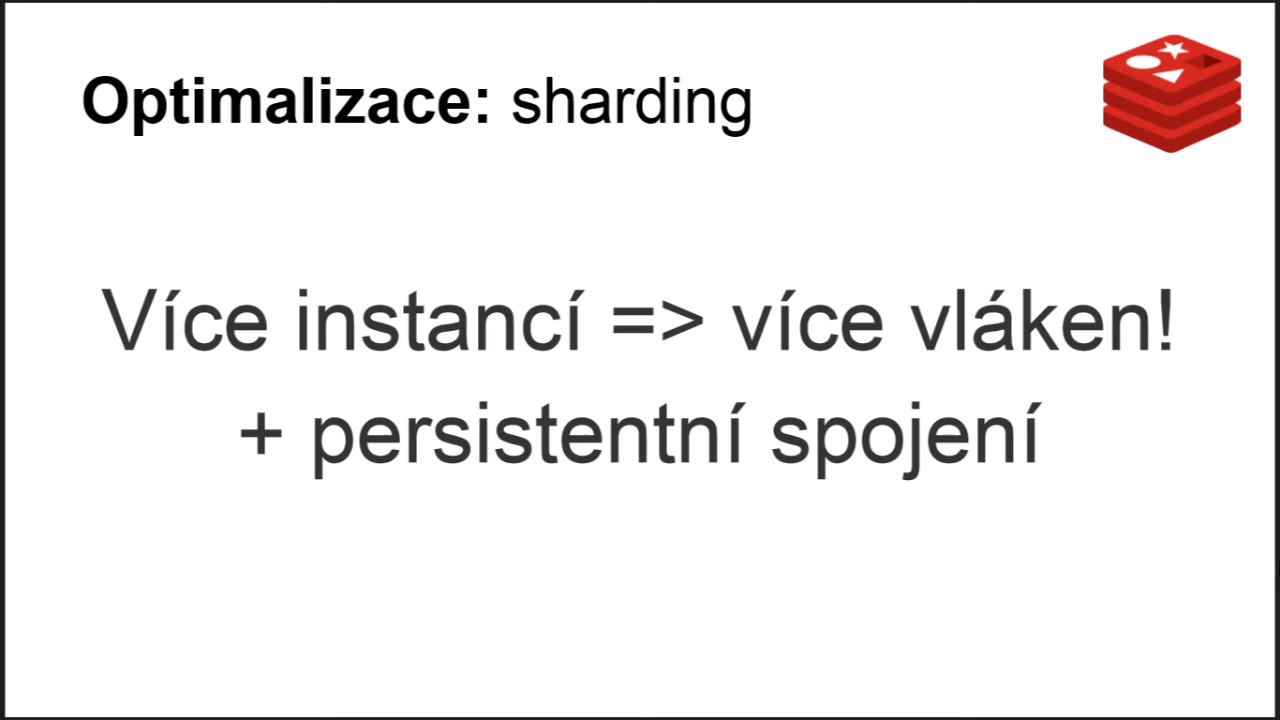 Optimalizace: sharding
Více instancí => více vláken!
+ persistentní spojení